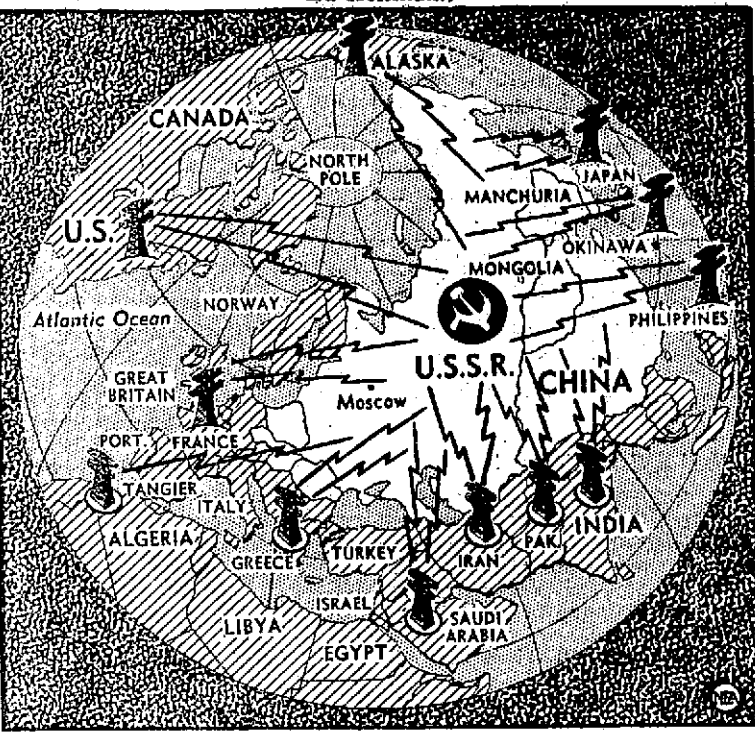 ALASKA
CANADA
NORTH
POLE
JAPAN
MANCHURIA
U.S.
OKINAWA
MONGOLIA
NORWAY
Atlantic Ocean
PHILIPPINES
U.S.S.R.
GREAT
BRITAIN
CHINA
Moscow
PORT.
FRANCE
TANGIER
ITALY
INDIA
ALGERIA
PAK.
GREECE
TURKEY
IRAN
ISRAEL
SAUDI
ARABIA
LIBYA
EGYPT
NEA